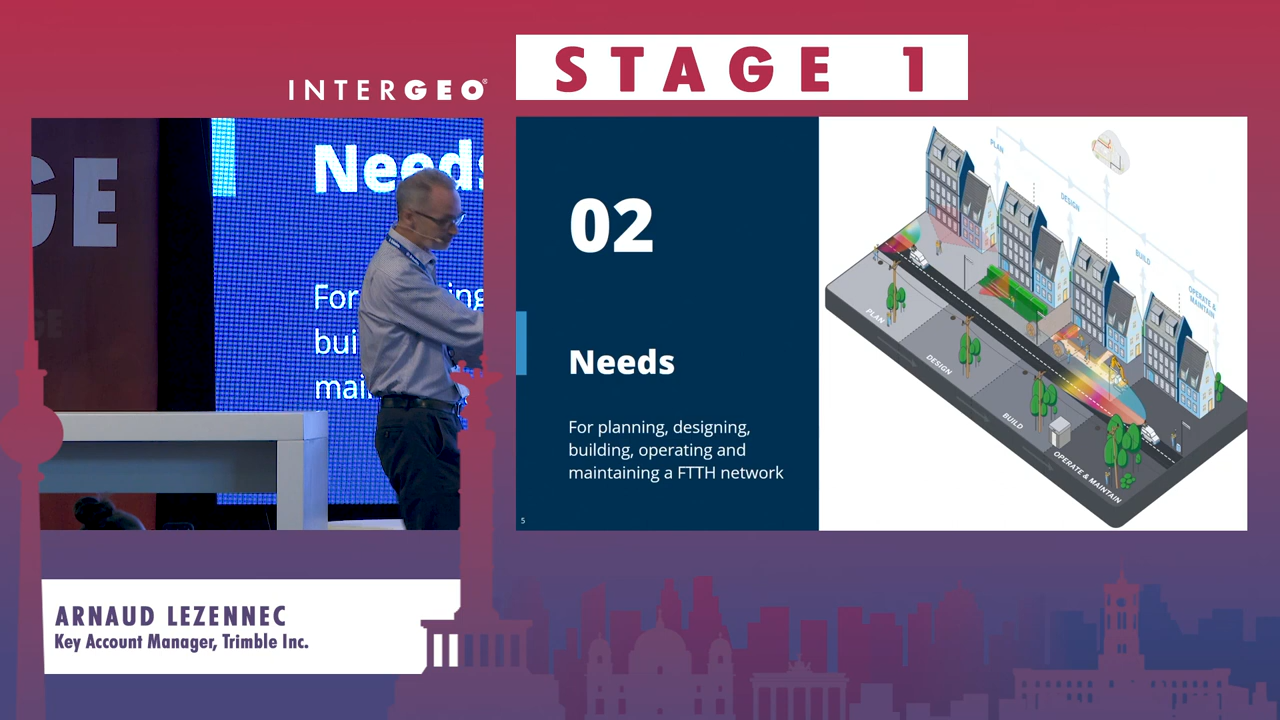 STAGE 1
INTERGEO®
GE
Needs
For
bui
mai
02
Needs
For planning, designing,
building, operating and
maintaining a FTTH network
5
PLAN
DESIGN
BUILD
OPERATE &
MAINTAIN
PLAN
DESIGN
BUILD
OPERATE & MAINTAIN
ARNAUD LEZENNEC
Key Account Manager, Trimble Inc.